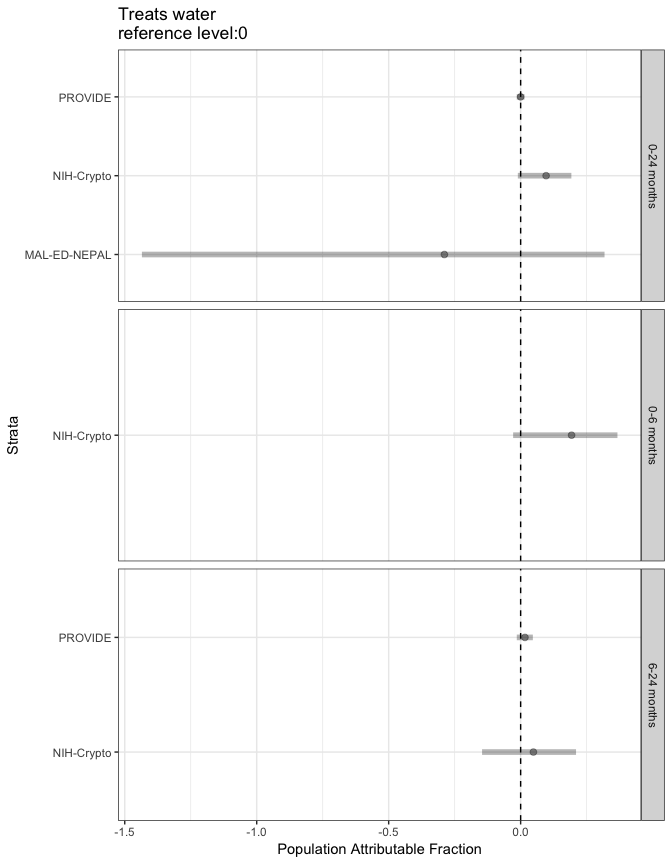 Treats water
reference level:0
PROVIDE
NIH-Crypto
MAL-ED-NEPAL
0-24 months
NIH-Crypto
0-6 months
PROVIDE
NIH-Crypto
6-24 months
Strata
-1.5
-1.0
-0.5
0.0
Population Attributable Fraction